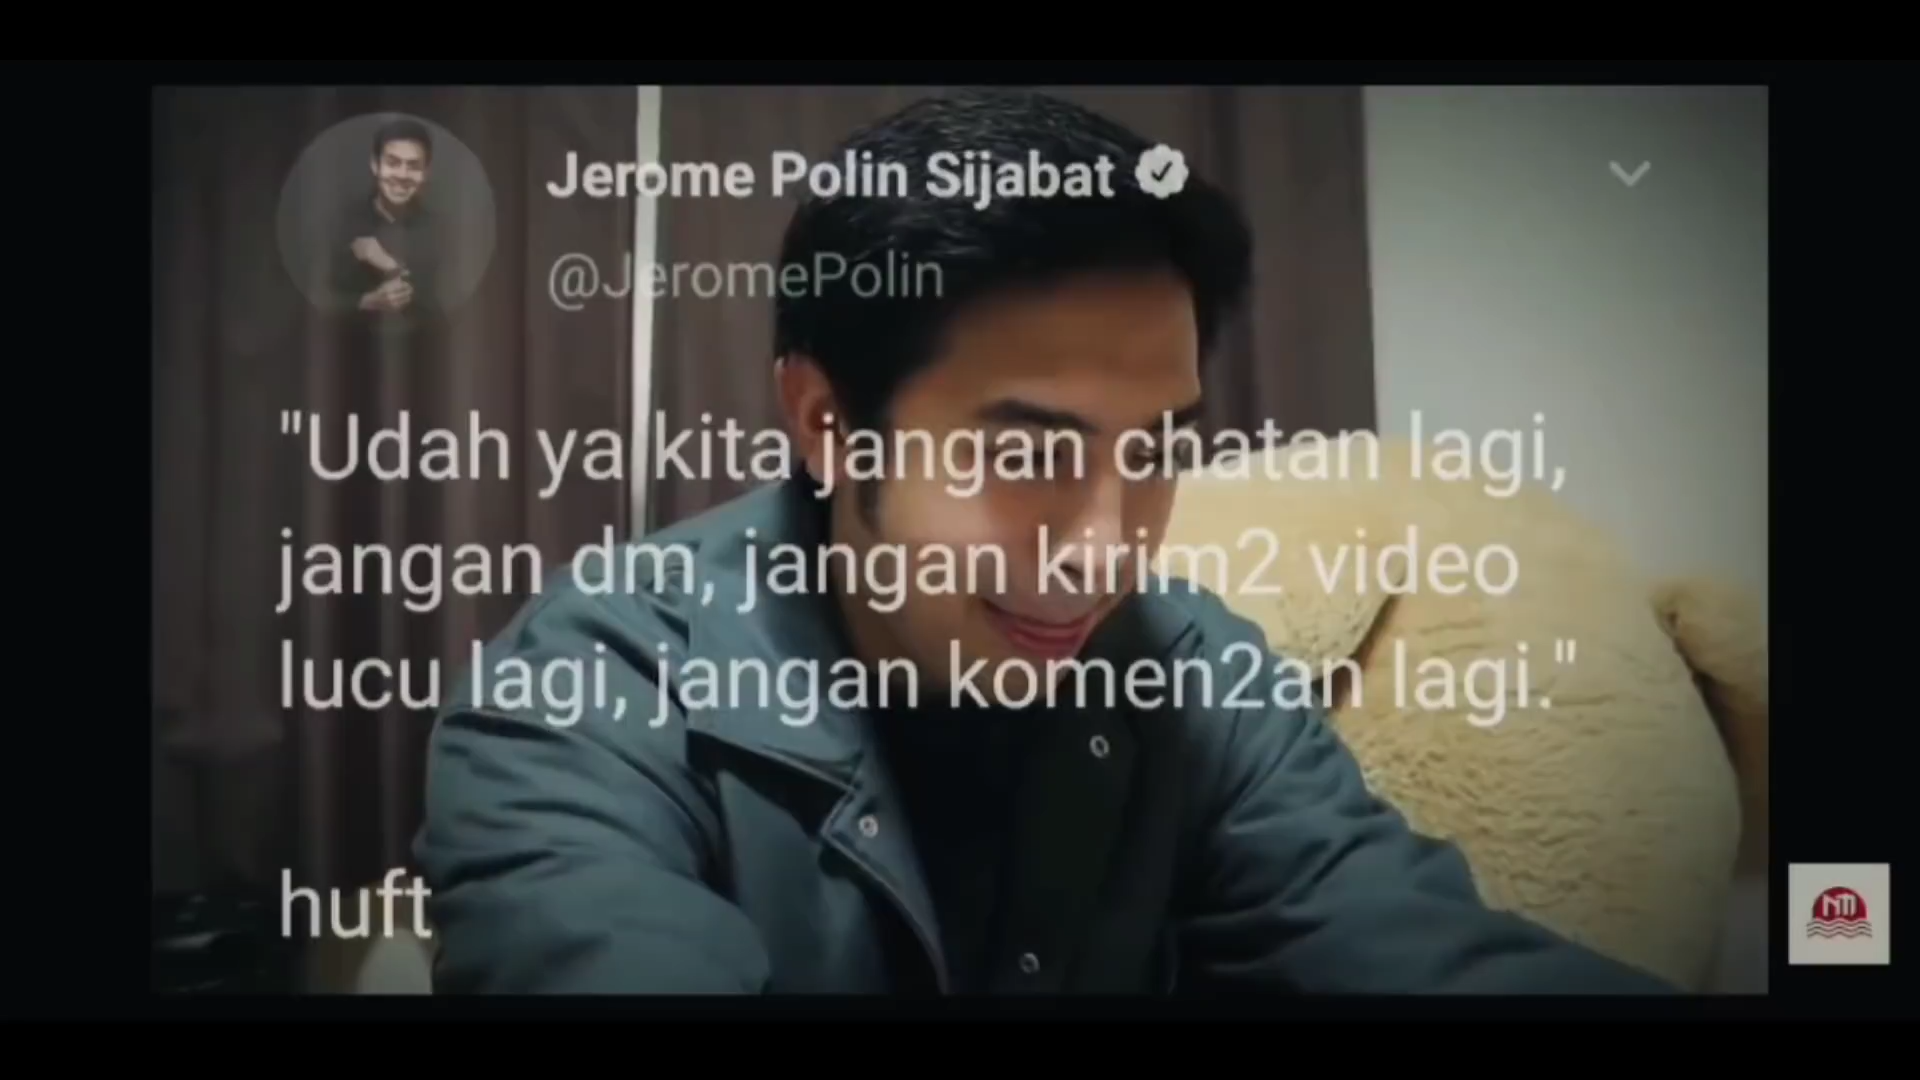 Jerome Polin Sijabat
@JeromePolin
"Udah ya kita jangan chatan lagi,
jangan dm, jangan kirim2 video
lucu lagi, jangan komen2an lagi."
huft